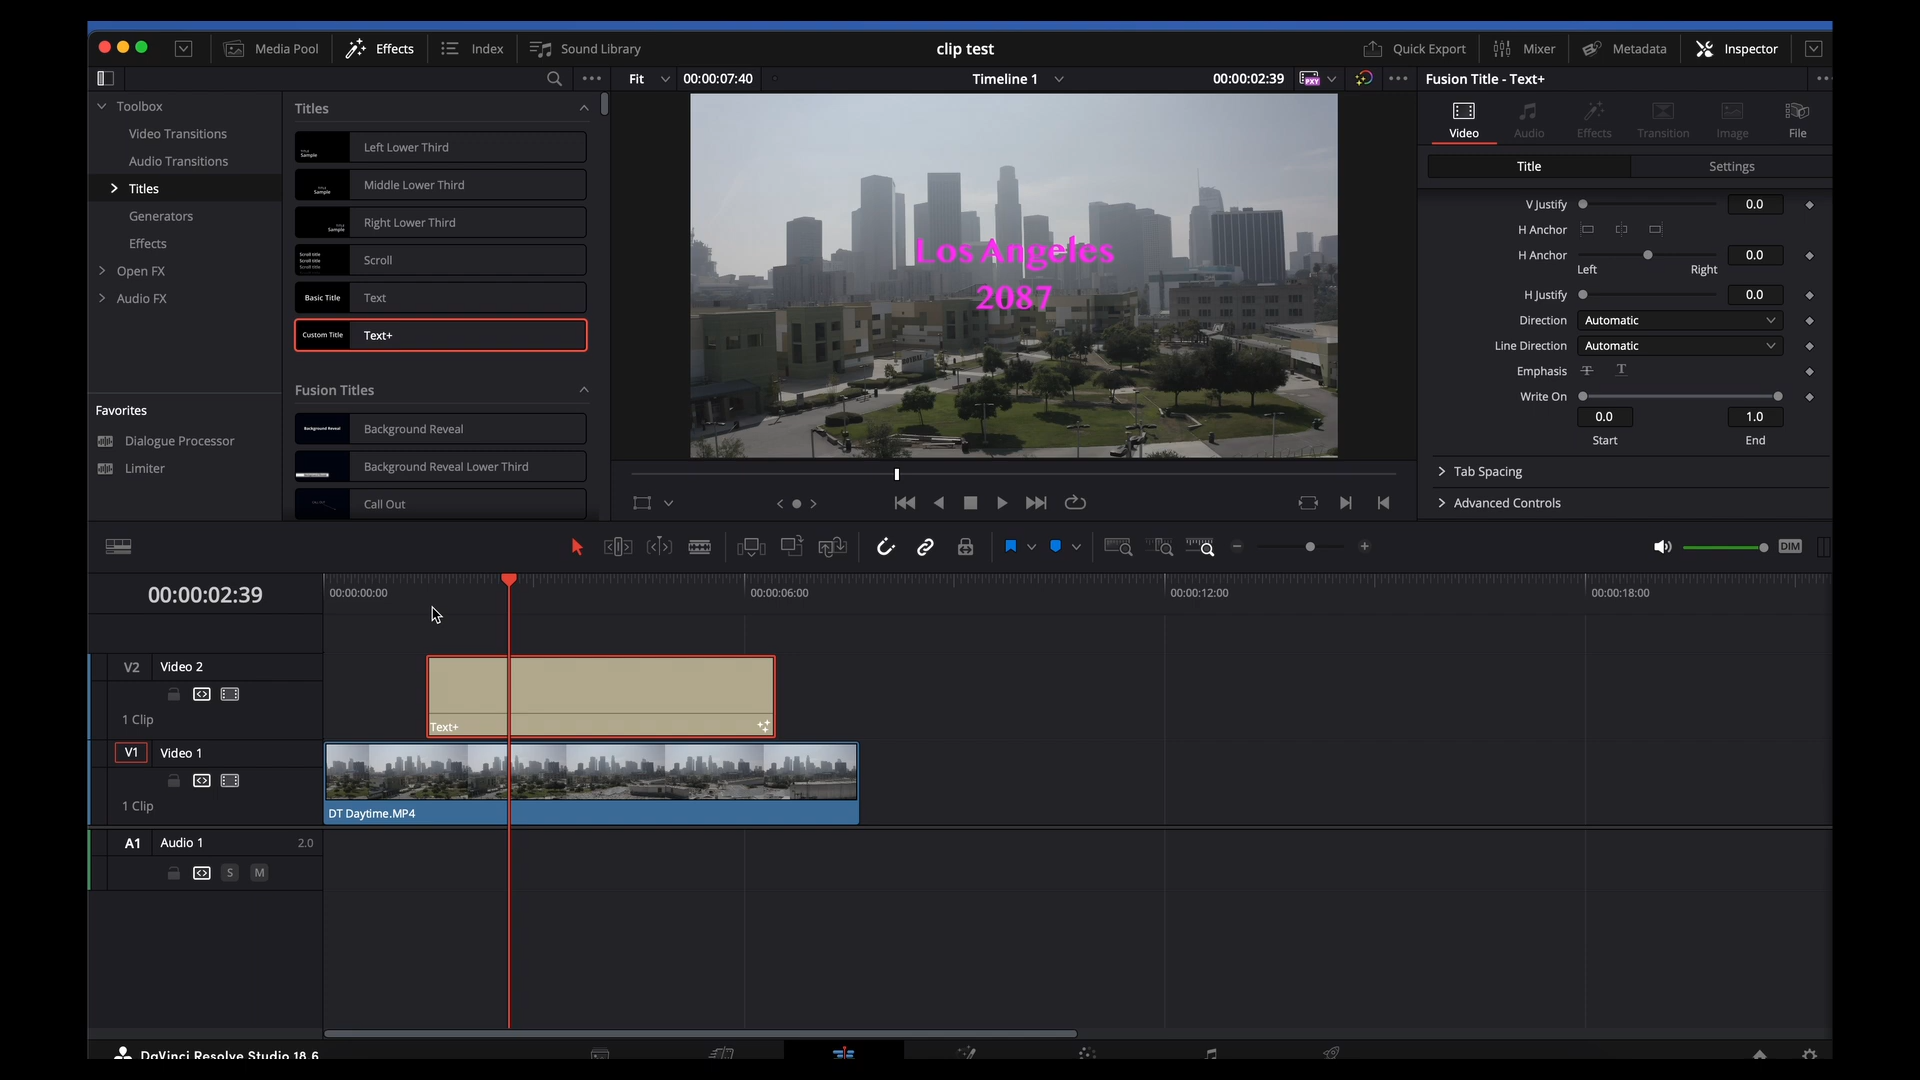 Media Pool
Effects
Index
Sound Library
clip test
Quick Export
Mixer
Metadata
Inspector
Fit
00:00:07:40
Timeline 1
00:00:02:39
Fusion Title - Text+
Toolbox
Video Transitions
Audio Transitions
Titles
Generators
Effects
Open FX
Audio FX
Favorites
Dialogue Processor
Limiter
Titles
Left Lower Third
Middle Lower Third
Right Lower Third
Scroll title
Scroll title
Scroll title
Scroll
Basic Title
Text
Custom Title
Text+
Fusion Titles
Background Reveal
Background Reveal
Background Reveal Lower Third
Call Out
Los Angeles
2087
Video
Audio
Effects
Transition
Image
File
Title
Settings
V Justify
0.0
H Anchor
H Anchor
0.0
Left
Right
H Justify
0.0
Direction
Automatic
Line Direction
Automatic
Emphasis
Write On
0.0
1.0
Start
End
Tab Spacing
Advanced Controls
DIM
00:00:02:39
00:00:00:00
00:00:06:00
00:00:12:00
00:00:18:00
V2
Video 2
1 Clip
Text+
V1
Video 1
1 Clip
DT Daytime.MP4
A1
Audio 1
2.0
S
M
DaVinci Resolve Studio 18.6